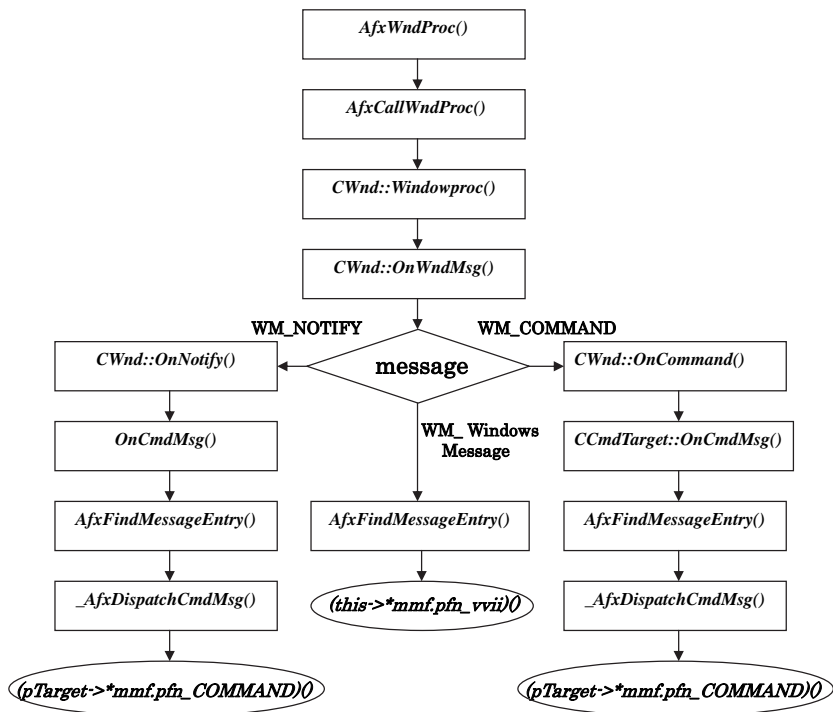 AfxWndProc()
AfxCallWndProc()
CWnd::Windowproc()
CWnd::OnWndMsg()
WM_NOTIFY
WM_COMMAND
CWnd::OnNotify()
message
CWnd::OnCommand()
OnCmdMsg()
WM_ Windows
Message
CCmdTarget::OnCmdMsg()
AfxFindMessageEntry()
AfxFindMessageEntry()
AfxFindMessageEntry()
_AfxDispatchCmdMsg()
(this->*mmf.pfn_vvii)()
_AfxDispatchCmdMsg()
(pTarget->*mmf.pfn_COMMAND)()
(pTarget->*mmf.pfn_COMMAND)()